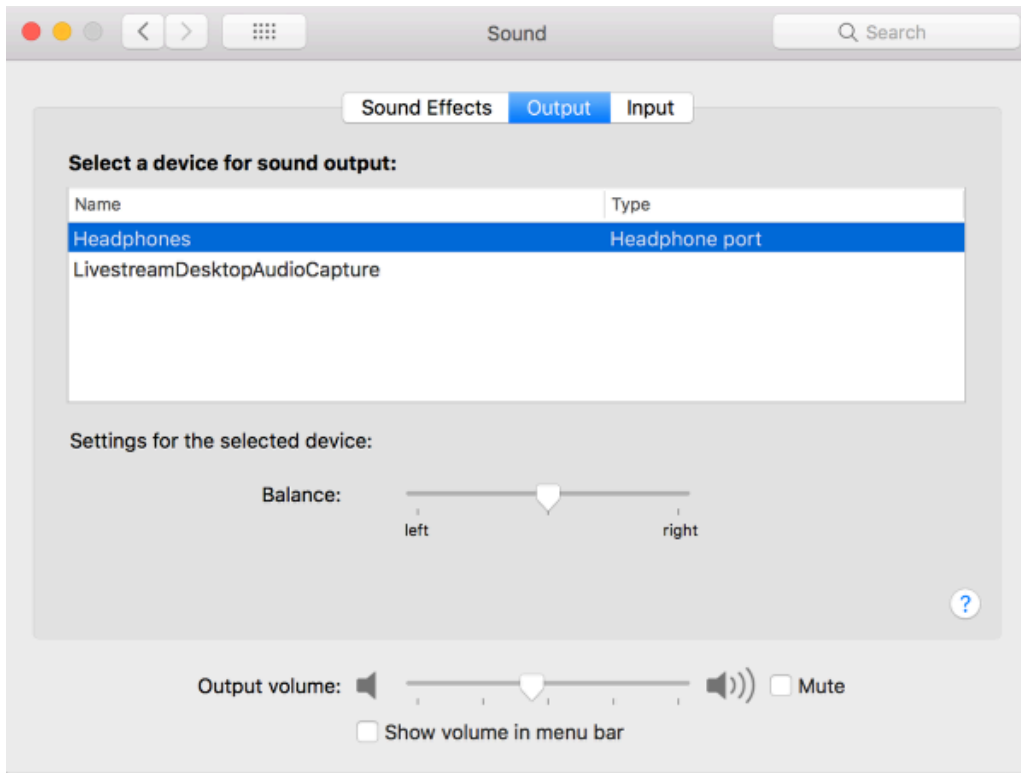 Sound
Search
Sound Effects Output Input
Select a device for sound output:
Name Type
Headphones Headphone port
LivestreamDesktopAudioCapture
Settings for the selected device:
Balance:
left right
?
Output volume: Mute
Show volume in menu bar